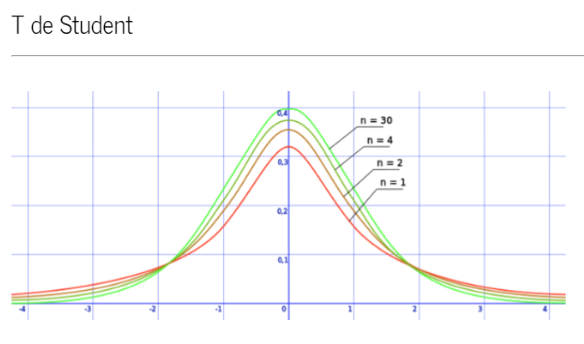 T de Student
0,4
n = 30
n = 4
0,3
n = 2
n = 1
0,2
0,1
-4 -3 -2 -1 0 1 2 3 4